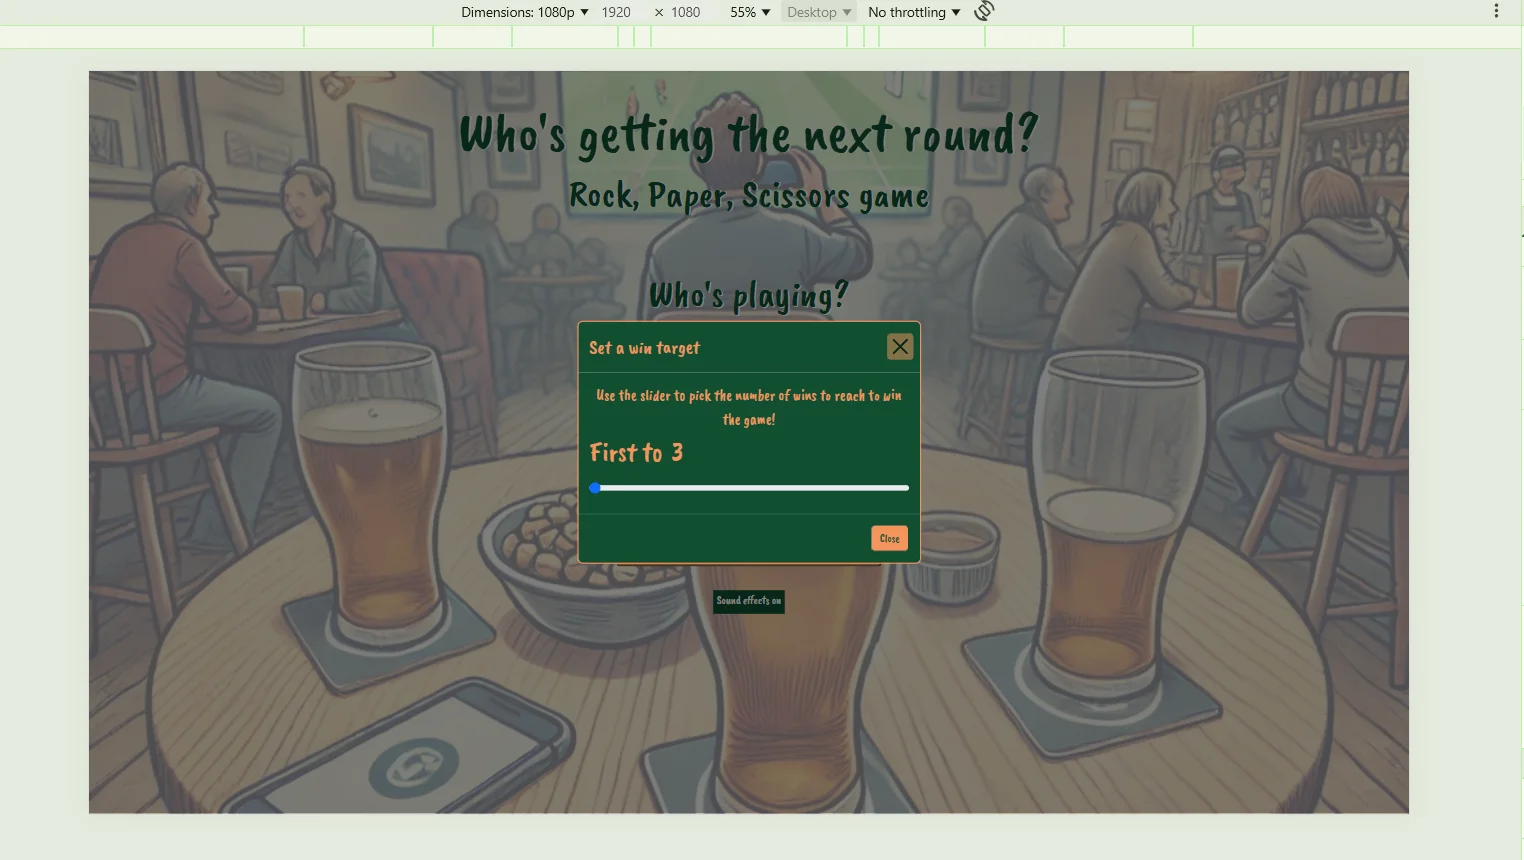 Dimensions: 1080p 1920 × 1080 55% Desktop No throttling
Who's getting the next round?
Rock, Paper, Scissors game
Who's playing?
Set a win target
Use the slider to pick the number of wins to reach to win
the game!
First to 3
Close
Sound effects on